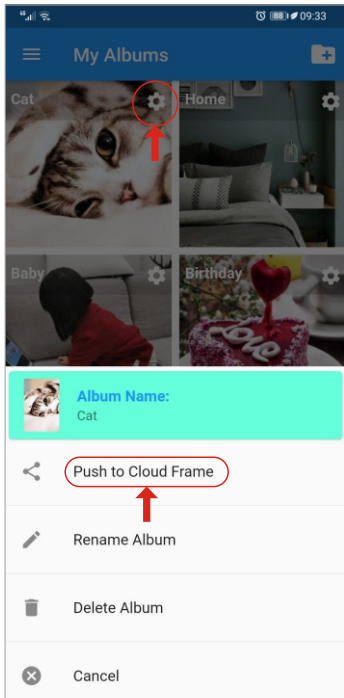 88 09:33
My Albums
Cat
Home
Baby
Birthday
Love
Album Name:
Cat
Push to Cloud Frame
Rename Album
Delete Album
Cancel